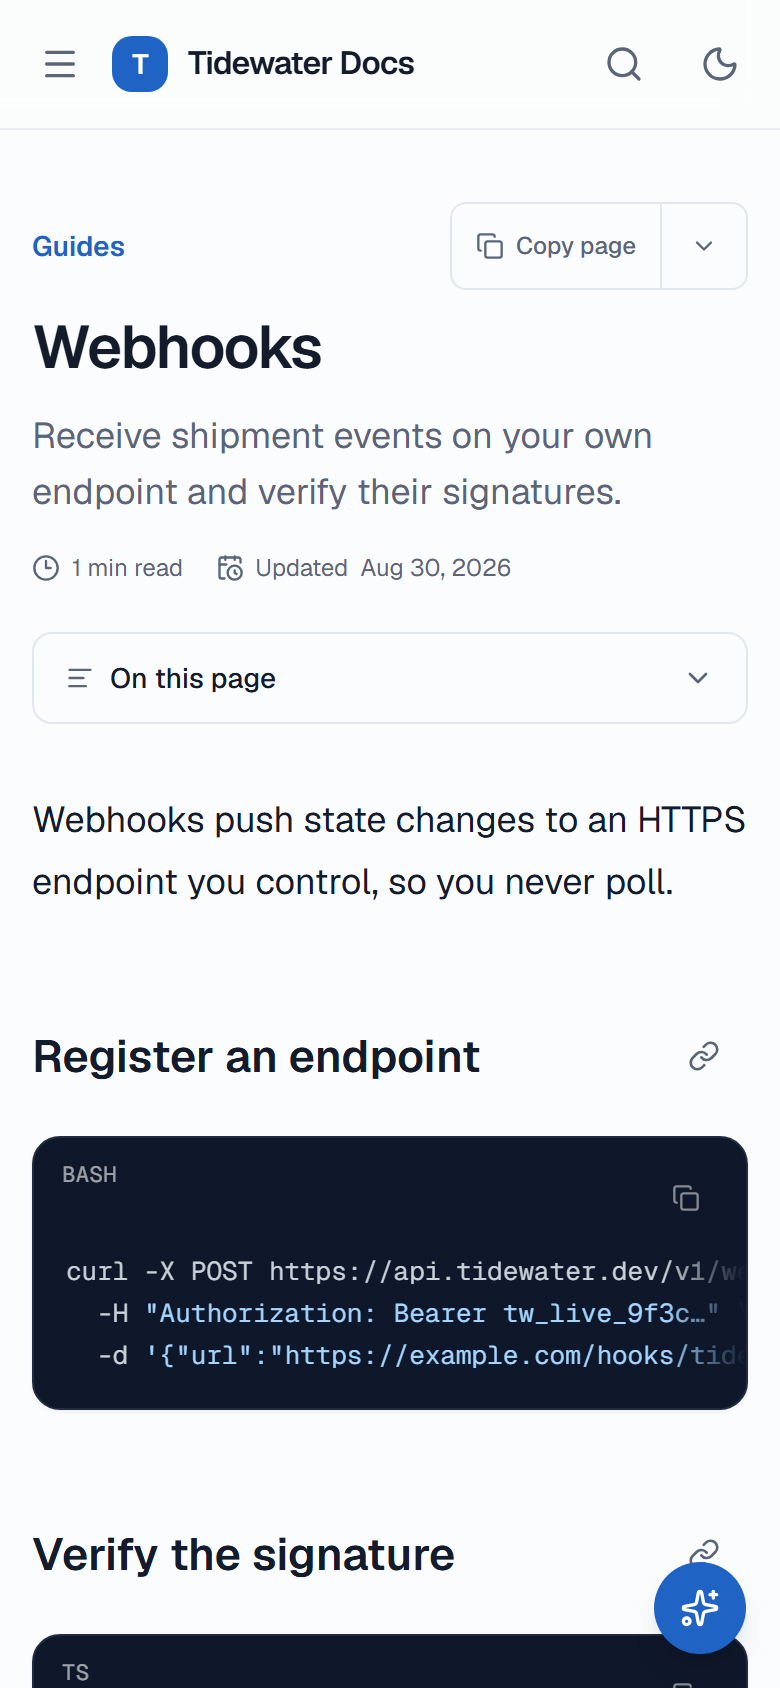 T Tidewater Docs
Guides
Copy page
Webhooks
Receive shipment events on your own
endpoint and verify their signatures.
1 min read Updated Aug 30, 2026
On this page
Webhooks push state changes to an HTTPS
endpoint you control, so you never poll.
Register an endpoint
BASH
curl -X POST https://api.tidewater.dev/v1/we
-H "Authorization: Bearer tw_live_9f3c…"
-d '{"url":"https://example.com/hooks/tide
Verify the signature
TS